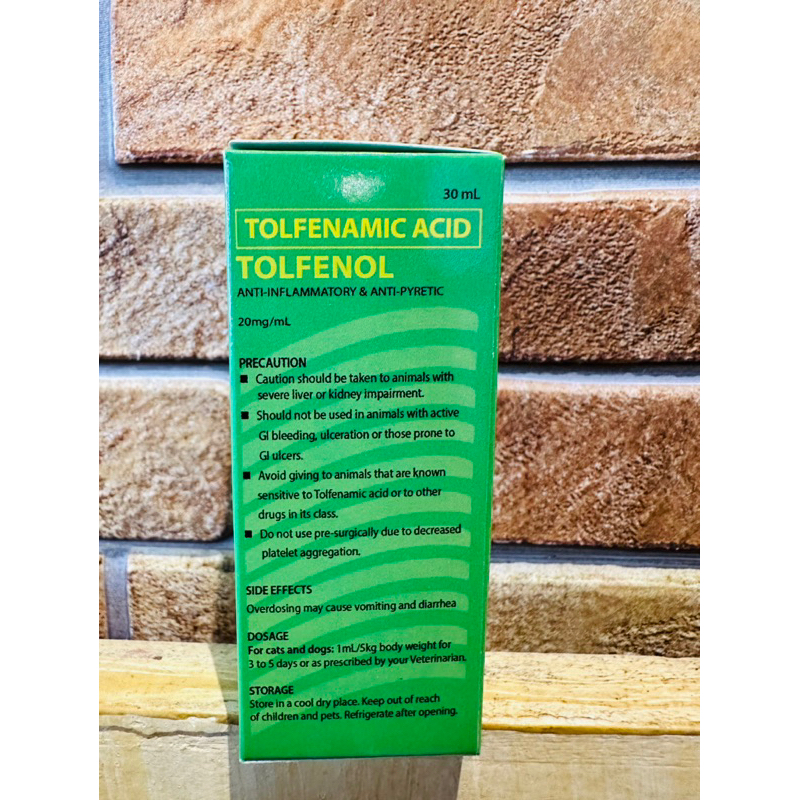 30 mL
TOLFENAMIC ACID
TOLFENOL
ANTI-INFLAMMATORY & ANTI-PYRETIC
20mg/mL
PRECAUTION
■ Caution should be taken to animals with
severe liver or kidney impairment.
■ Should not be used in animals with active
GI bleeding, ulceration or those prone to
GI ulcers.
■ Avoid giving to animals that are known
sensitive to Tolfenamic acid or to other
drugs in its class.
■ Do not use pre-surgically due to decreased
platelet aggregation.
SIDE EFFECTS
Overdosing may cause vomiting and diarrhea
DOSAGE
For cats and dogs: 1mL/5kg body weight for
3 to 5 days or as prescribed by your Veterinarian.
STORAGE
Store in a cool dry place. Keep out of reach
of children and pets. Refrigerate after opening.